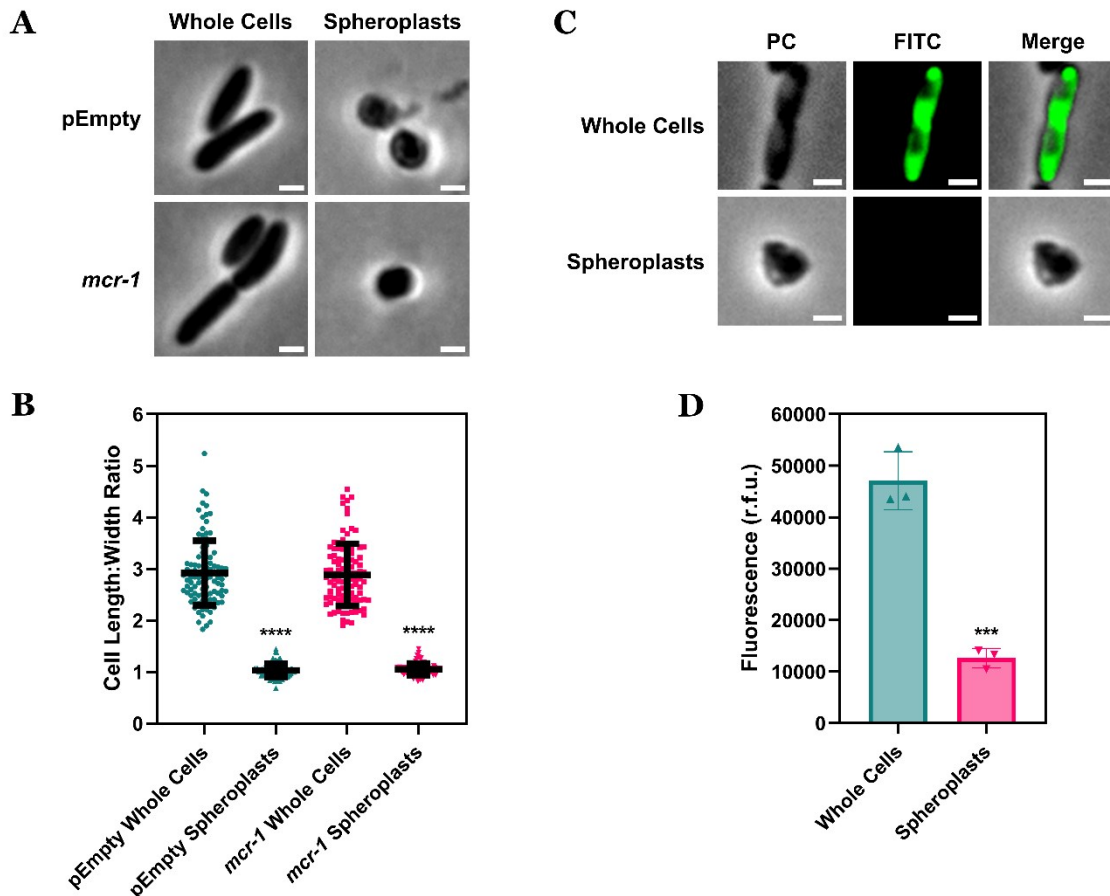 A
Whole Cells
Spheroplasts
pEmpty
mcr-1
B
Cell Length:Width Ratio
6
5
4
3
2
1
0
****
****
pEmpty Whole Cells
pEmpty Spheroplasts
mcr-1 Whole Cells
mcr-1 Spheroplasts
C
PC
FITC
Merge
Whole Cells
Spheroplasts
D
Fluorescence (r.f.u.)
60000
50000
40000
30000
20000
10000
0
***
Whole Cells
Spheroplasts